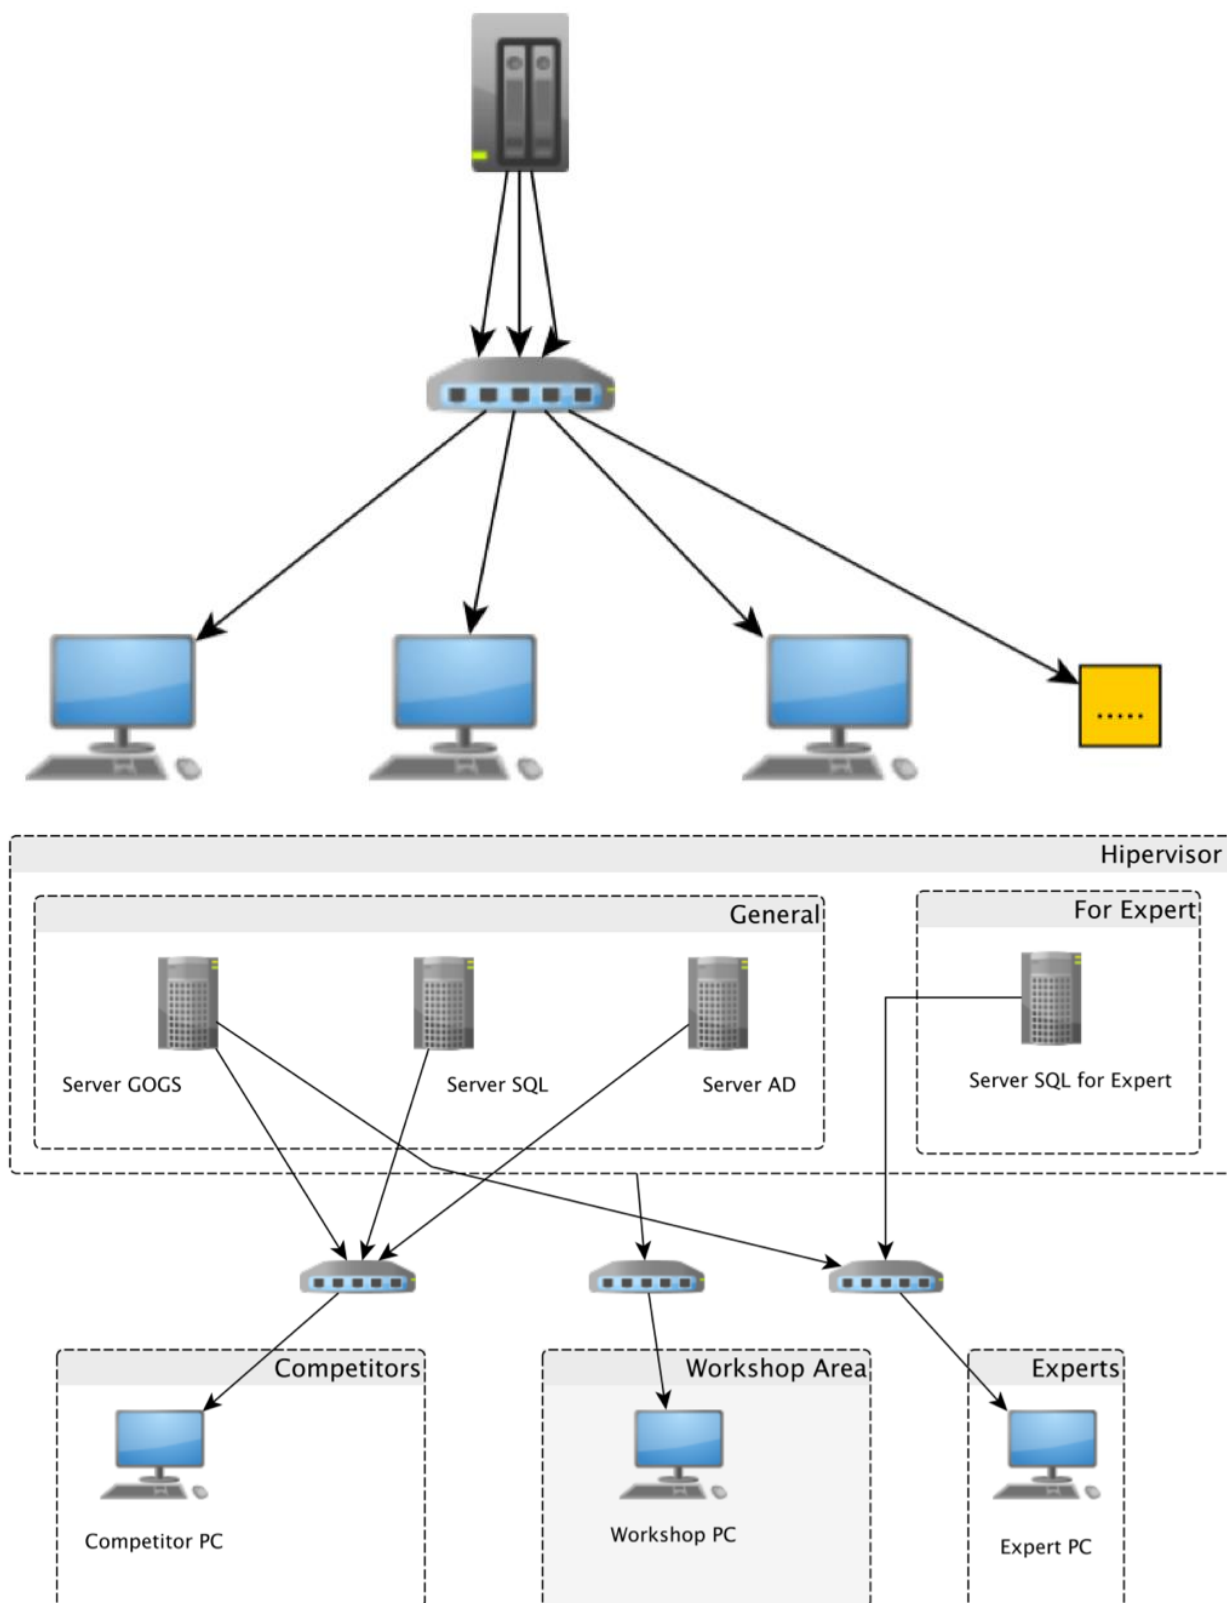 .....
Hipervisor
General
For Expert
Server GOGS
Server SQL
Server AD
Server SQL for Expert
Competitors
Workshop Area
Experts
Competitor PC
Workshop PC
Expert PC